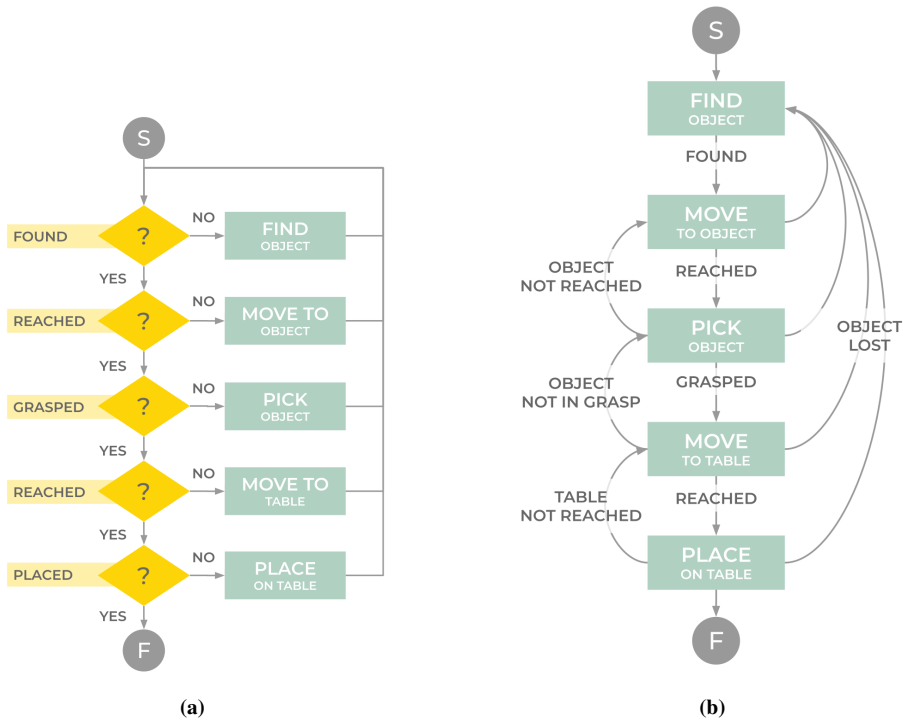 S
FOUND
?
NO
FIND
OBJECT
YES
REACHED
?
NO
MOVE TO
OBJECT
YES
GRASPED
?
NO
PICK
OBJECT
YES
REACHED
?
NO
MOVE TO
TABLE
YES
PLACED
?
NO
PLACE
ON TABLE
YES
F
(a)
S
FIND
OBJECT
FOUND
MOVE
TO OBJECT
OBJECT
NOT REACHED
REACHED
PICK
OBJECT
OBJECT
LOST
OBJECT
NOT IN GRASP
GRASPED
MOVE
TO TABLE
TABLE
NOT REACHED
REACHED
PLACE
ON TABLE
F
(b)